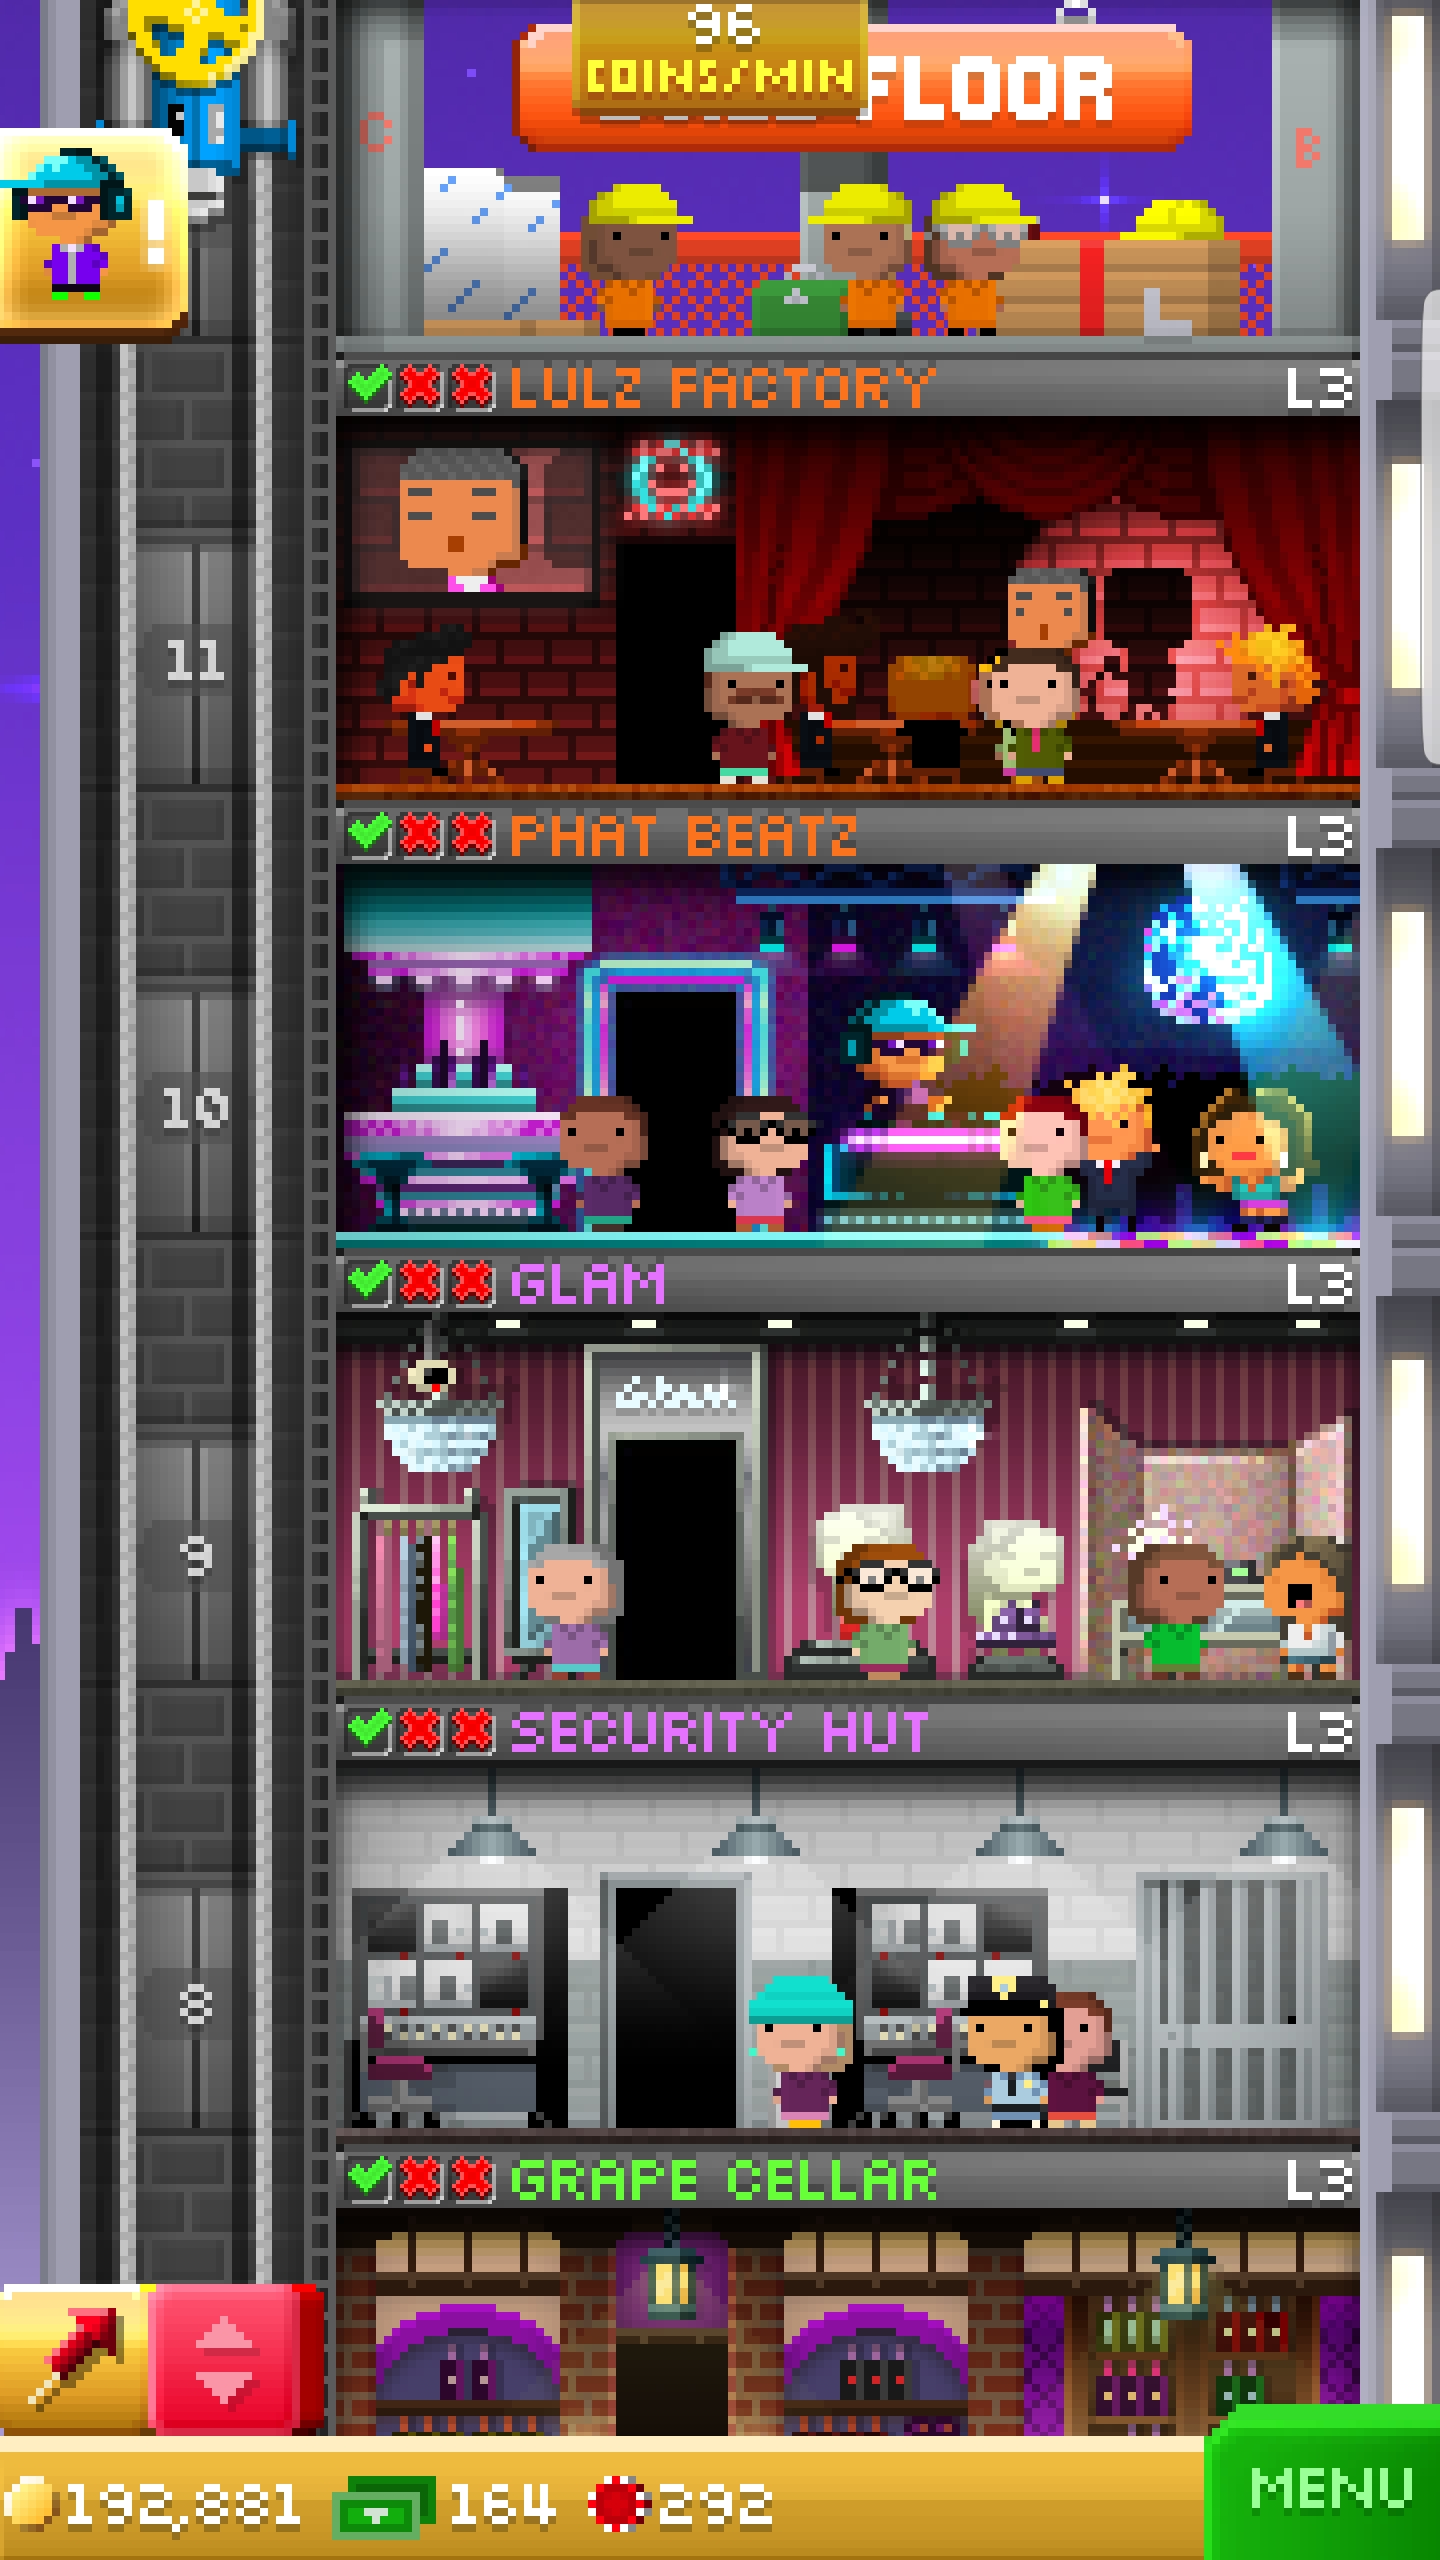 96
COINS/MIN
FLOOR
C
B
!
LULZ FACTORY
L3
11
PHAT BEATZ
L3
10
GLAM
L3
Glam
9
SECURITY HUT
L3
8
GRAPE CELLAR
L3
192,881
164
292
MENU